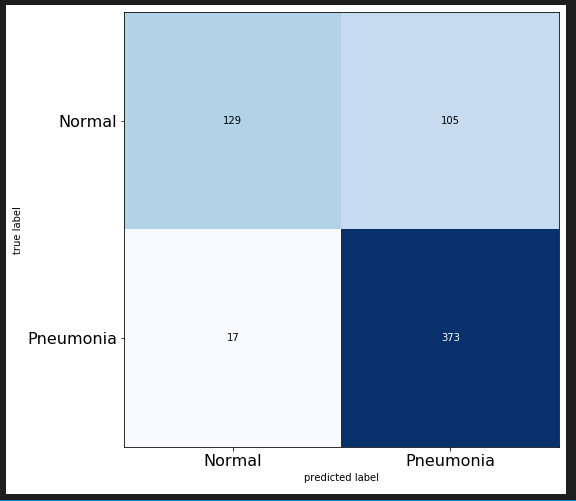 Normal
129
105
true label
Pneumonia
17
373
Normal
Pneumonia
predicted label